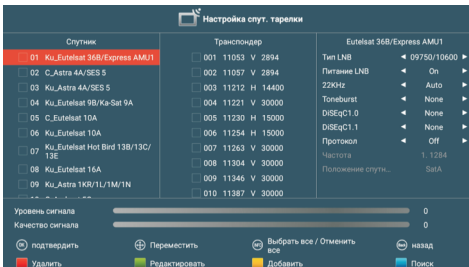 Настройка спут. тарелки
Спутник
01 Ku_Eutelsat 36B/Express AMU1
02 C_Astra 4A/SES 5
03 Ku_Astra 4A/SES 5
04 Ku_Eutelsat 9B/Ka-Sat 9A
05 C_Eutelsat 10A
06 Ku_Eutelsat 10A
07 Ku_Eutelsat Hot Bird 13B/13C/
13E
08 Ku_Eutelsat 16A
09 Ku_Astra 1KR/1L/1M/1N
Транспондер
001 11053 V 2894
002 11057 V 2894
003 11212 H 14400
004 11221 V 30000
005 11230 H 15000
006 11254 H 15000
007 11263 V 30000
008 11304 V 30000
009 11346 V 30000
010 11387 V 30000
Eutelsat 36B/Express AMU1
Тип LNB 09750/10600
Питание LNB On
22KHz Auto
Toneburst None
DiSEqC1.0 None
DiSEqC1.1 None
Протокол Off
Частота 1. 1284
Положение спутн... SatA
Уровень сигнала 0
Качество сигнала 0
OK подтвердить
Переместить
Выбрать все / Отменить
все
назад
Удалить
Редактировать
Добавить
Поиск